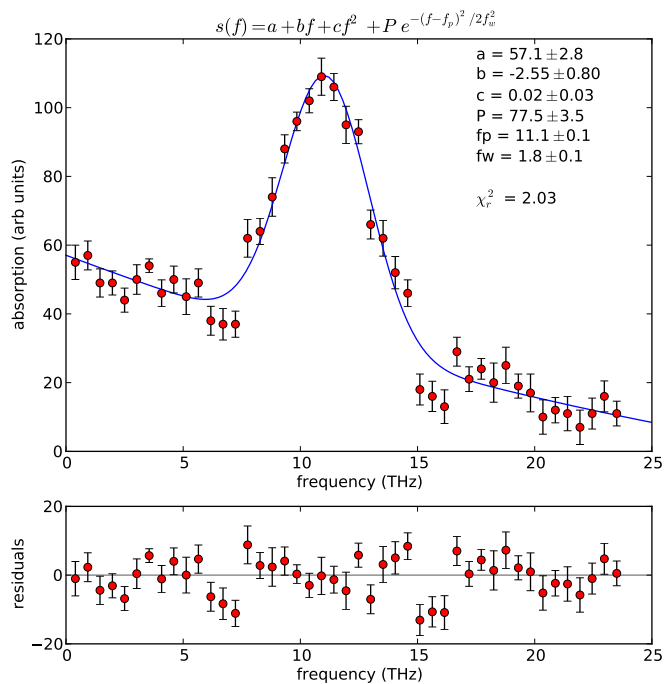 s(f)=a+bf+cf² +P e^{-(f-f_p)²/2f_w²}
120
100
80
60
40
20
0
absorption (arb units)
a = 57.1±2.8
b = -2.55±0.80
c = 0.02±0.03
P = 77.5±3.5
fp = 11.1±0.1
fw = 1.8±0.1
χ_r² = 2.03
0 5 10 15 20 25
frequency (THz)
20
0
−20
residuals
0 5 10 15 20 25
frequency (THz)